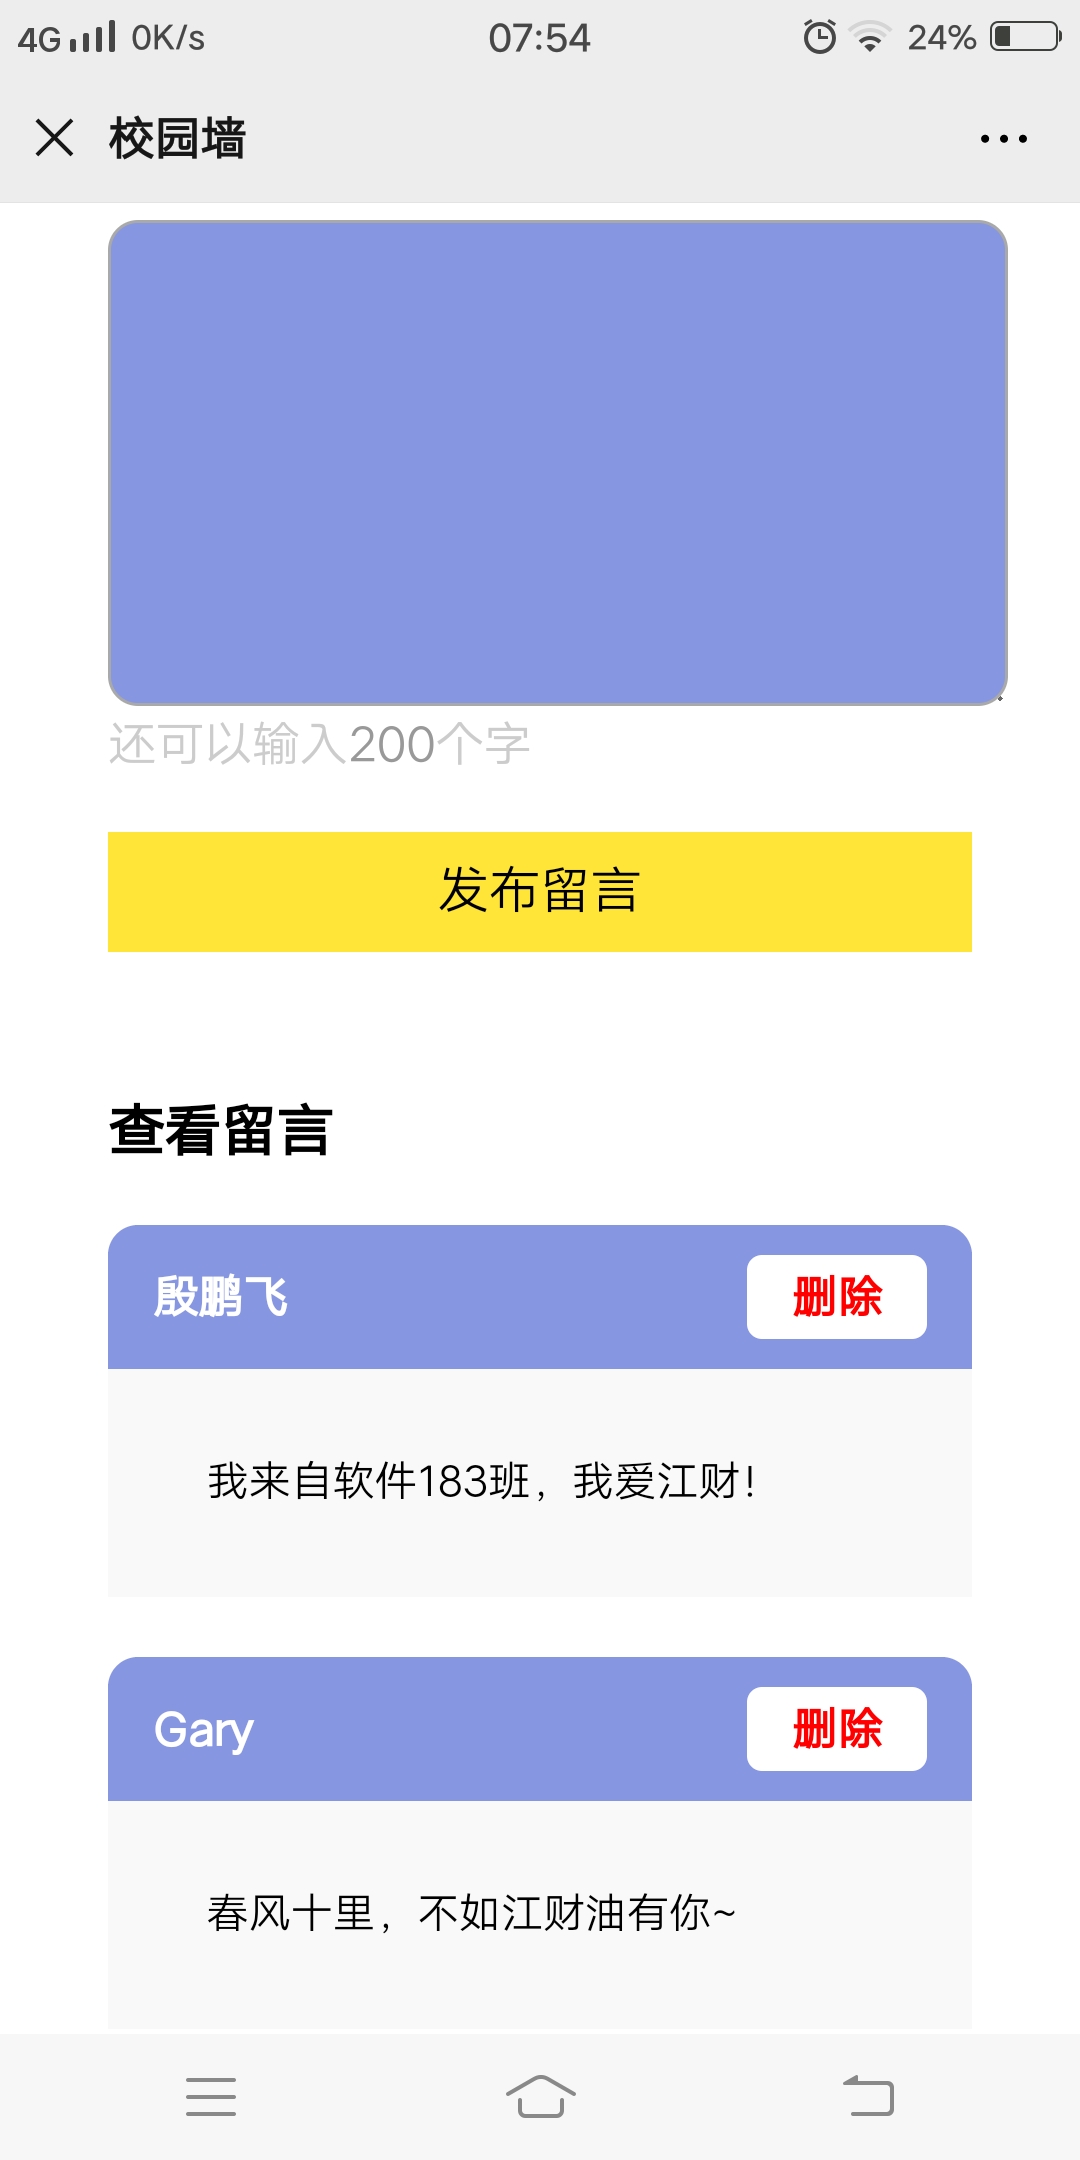 4G 0K/s 07:54 24%
校园墙
还可以输入200个字
发布留言
查看留言
殷鹏飞 删除
我来自软件183班，我爱江财！
Gary 删除
春风十里，不如江财油有你~